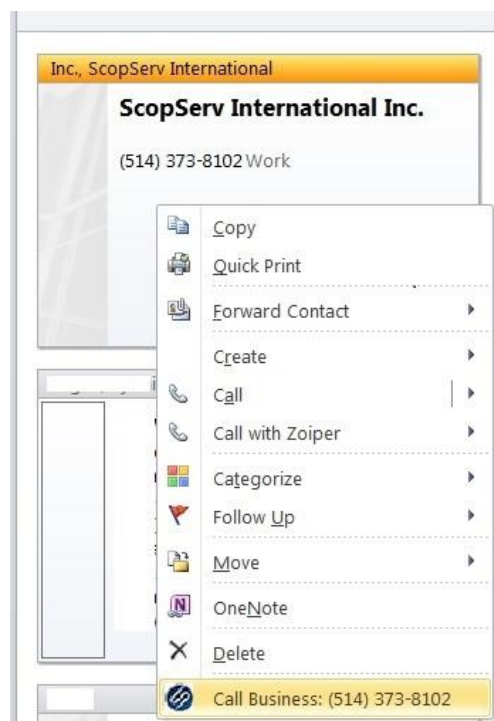 Inc., ScopServ International
ScopServ International Inc.
(514) 373-8102 Work
Copy
Quick Print
Forward Contact
Create
Call
Call with Zoiper
Categorize
Follow Up
Move
OneNote
Delete
Call Business: (514) 373-8102